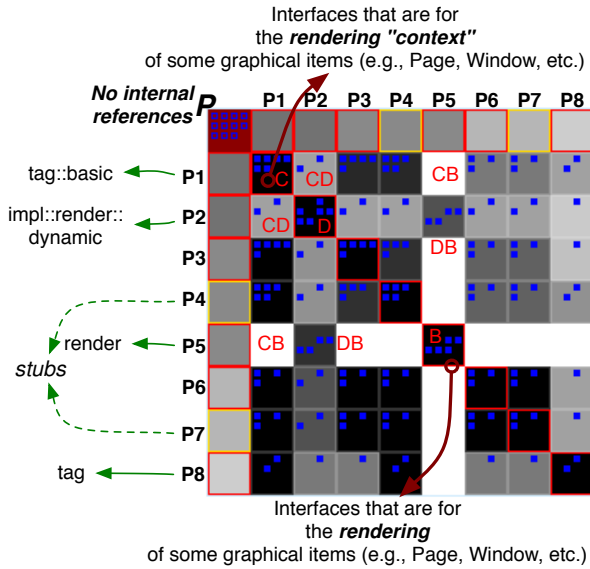 Interfaces that are for
the rendering "context"
of some graphical items (e.g., Page, Window, etc.)
No internal
references
P
P1 P2 P3 P4 P5 P6 P7 P8
tag::basic P1 C CD CB
impl::render::
dynamic
P2 CD D
P3 DB
P4
render P5 CB DB B
stubs
P6
P7
tag P8
Interfaces that are for
the rendering
of some graphical items (e.g., Page, Window, etc.)